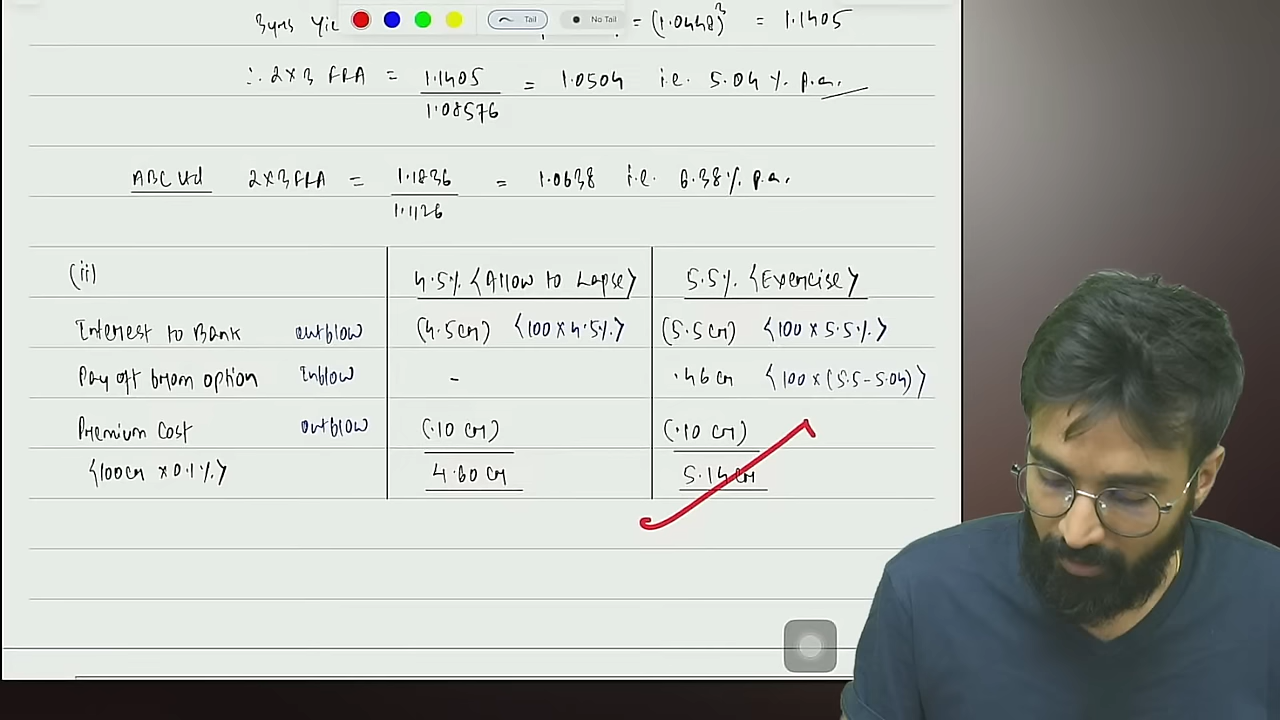 3yrs Yie = (1.0448)³ = 1.1405
Tail
No Tail
∴ 2×3 FRA = 1.1405 / 1.08576 = 1.0504 i.e. 5.04 % p.a.
ABC Ltd 2×3 FRA = 1.1836 / 1.1126 = 1.0638 i.e. 6.38% p.a.
(ii) 4.5% {Allow to Lapse} 5.5% {Exercise}
Interest to Bank outflow (4.5cr) {100 × 4.5%} (5.5cr) {100 × 5.5%}
Pay off from option Inflow - .46cr {100 × (5.5 - 5.04)}
Premium Cost outflow (.10 cr) (.10 cr)
{100cr × 0.1%} 4.60 cr 5.14 cr